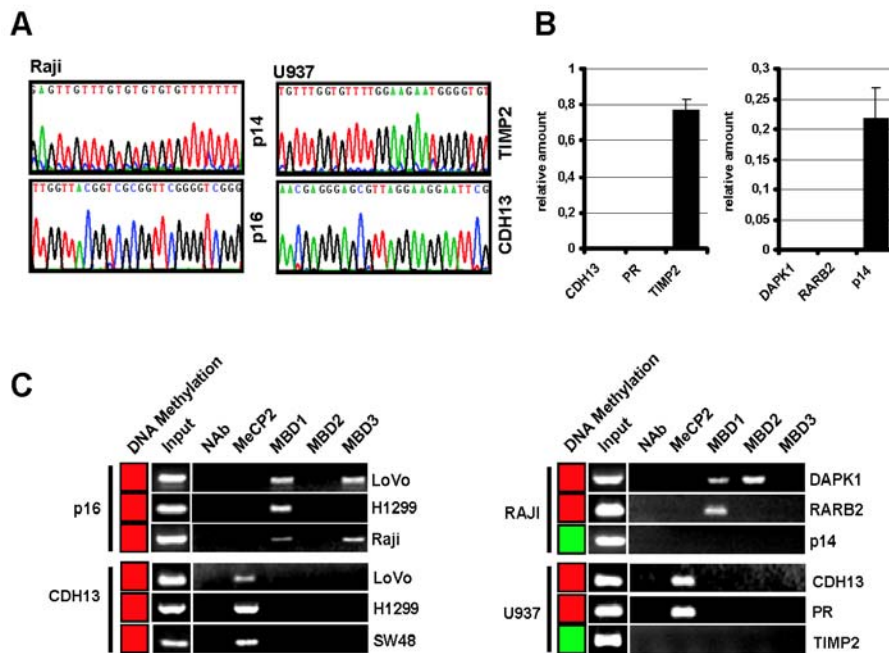 A
Raji
GAGTTGTTTGTGTGTGTGTTTTTTTT
p14
TTGGTTACGGTCGCGGTTCGGGGTCGGG
p16
U937
TGTTTGGTGTTTTGGAAGAATGGGGTGT
TIMP2
AACGAGGGAGCGTTAGGAAGGAATTCG
CDH13
B
relative amount
1
0,8
0,6
0,4
0,2
0
CDH13 PR TIMP2
relative amount
0,3
0,25
0,2
0,15
0,1
0,05
0
DAPK1 RARB2 p14
C
DNA Methylation Input NAb MeCP2 MBD1 MBD2 MBD3
p16
LoVo
H1299
Raji
CDH13
LoVo
H1299
SW48
DNA Methylation Input NAb MeCP2 MBD1 MBD2 MBD3
RAJI
DAPK1
RARB2
p14
U937
CDH13
PR
TIMP2